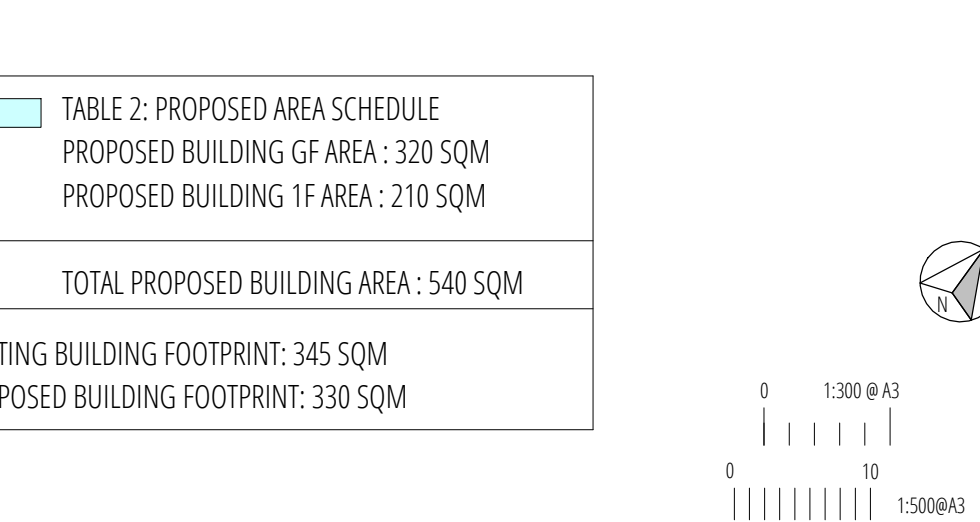 TABLE 2: PROPOSED AREA SCHEDULE
PROPOSED BUILDING GF AREA : 320 SQM
PROPOSED BUILDING 1F AREA : 210 SQM
TOTAL PROPOSED BUILDING AREA : 540 SQM
TING BUILDING FOOTPRINT: 345 SQM
POSED BUILDING FOOTPRINT: 330 SQM
N
0 1:300 @ A3
0 10
1:500@A3